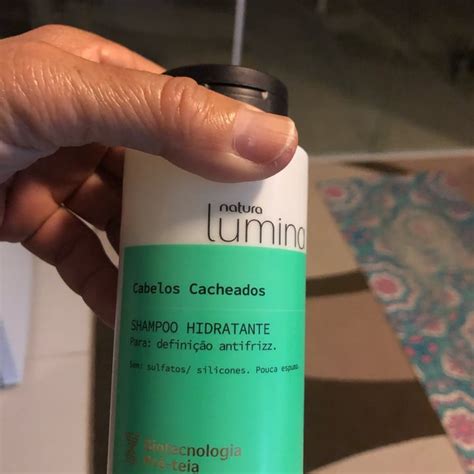 natura
lumina
Cabelos Cacheados
SHAMPOO HIDRATANTE
Para: definição antifrizz.
Sem: sulfatos/ silicones. Pouca espuma.
Biotecnologia
Pró-teia